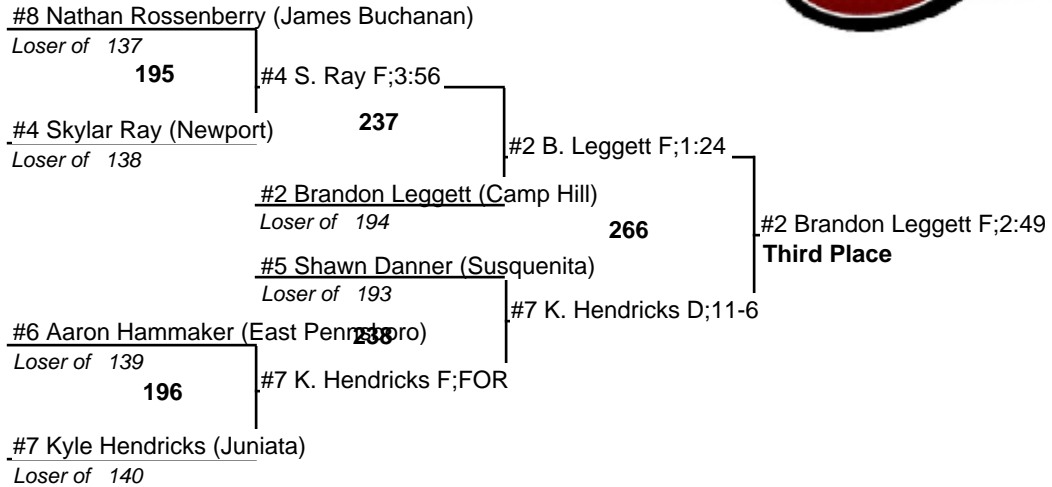 #8 Nathan Rossenberry (James Buchanan)
Loser of 137
195
#4 S. Ray F;3:56
#4 Skylar Ray (Newport)
Loser of 138
237
#2 B. Leggett F;1:24
#2 Brandon Leggett (Camp Hill)
Loser of 194
266
#2 Brandon Leggett F;2:49
Third Place
#5 Shawn Danner (Susquenita)
Loser of 193
#7 K. Hendricks D;11-6
#6 Aaron Hammaker (East Pennsboro)
238
Loser of 139
196
#7 K. Hendricks F;FOR
#7 Kyle Hendricks (Juniata)
Loser of 140